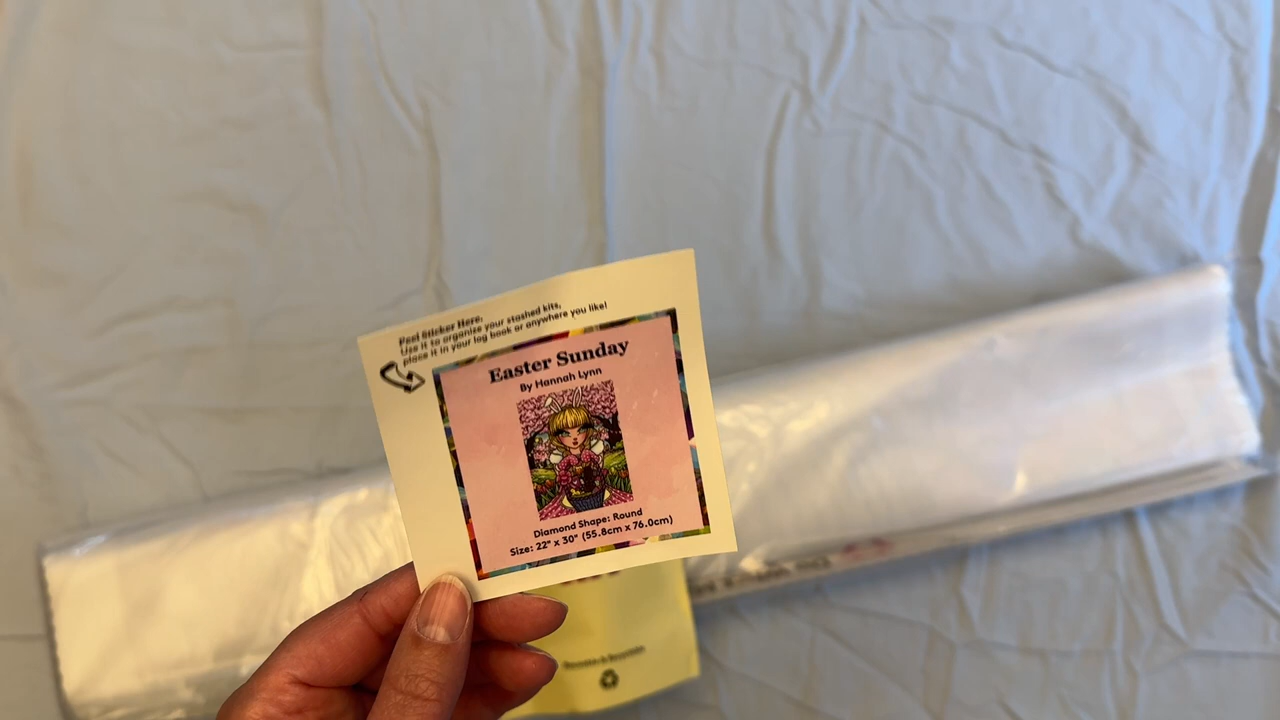 Peel Sticker Here.
Use it to organize your stashed kits,
place it in your log book or anywhere you like!
Easter Sunday
By Hannah Lynn
Diamond Shape: Round
Size: 22" x 30" (55.8cm x 76.0cm)